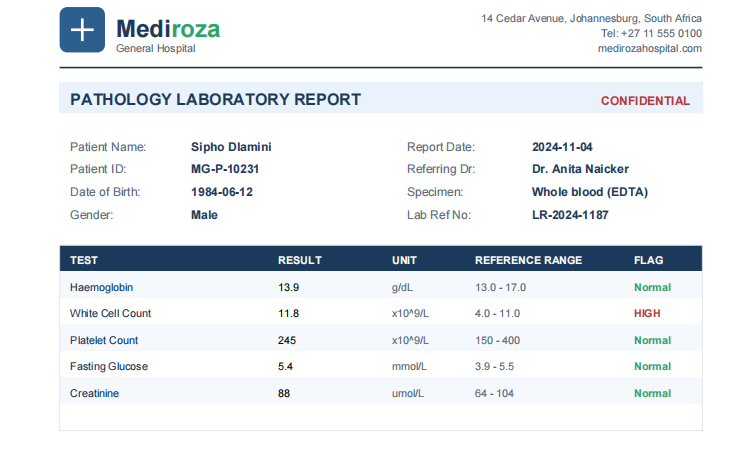 Mediroza
General Hospital
14 Cedar Avenue, Johannesburg, South Africa
Tel: +27 11 555 0100
medirozahospital.com
PATHOLOGY LABORATORY REPORT CONFIDENTIAL
Patient Name: Sipho Dlamini Report Date: 2024-11-04
Patient ID: MG-P-10231 Referring Dr: Dr. Anita Naicker
Date of Birth: 1984-06-12 Specimen: Whole blood (EDTA)
Gender: Male Lab Ref No: LR-2024-1187
TEST RESULT UNIT REFERENCE RANGE FLAG
Haemoglobin 13.9 g/dL 13.0 - 17.0 Normal
White Cell Count 11.8 x10^9/L 4.0 - 11.0 HIGH
Platelet Count 245 x10^9/L 150 - 400 Normal
Fasting Glucose 5.4 mmol/L 3.9 - 5.5 Normal
Creatinine 88 umol/L 64 - 104 Normal